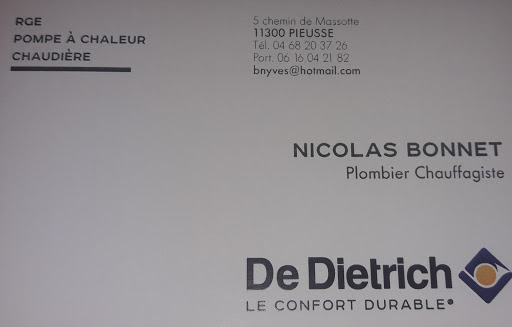 RGE
POMPE À CHALEUR
CHAUDIÈRE
5 chemin de Massotte
11300 PIEUSSE
Tél. 04 68 20 37 26
Port. 06 16 04 21 82
bnyves@hotmail.com
NICOLAS BONNET
Plombier Chauffagiste
De Dietrich
LE CONFORT DURABLE®